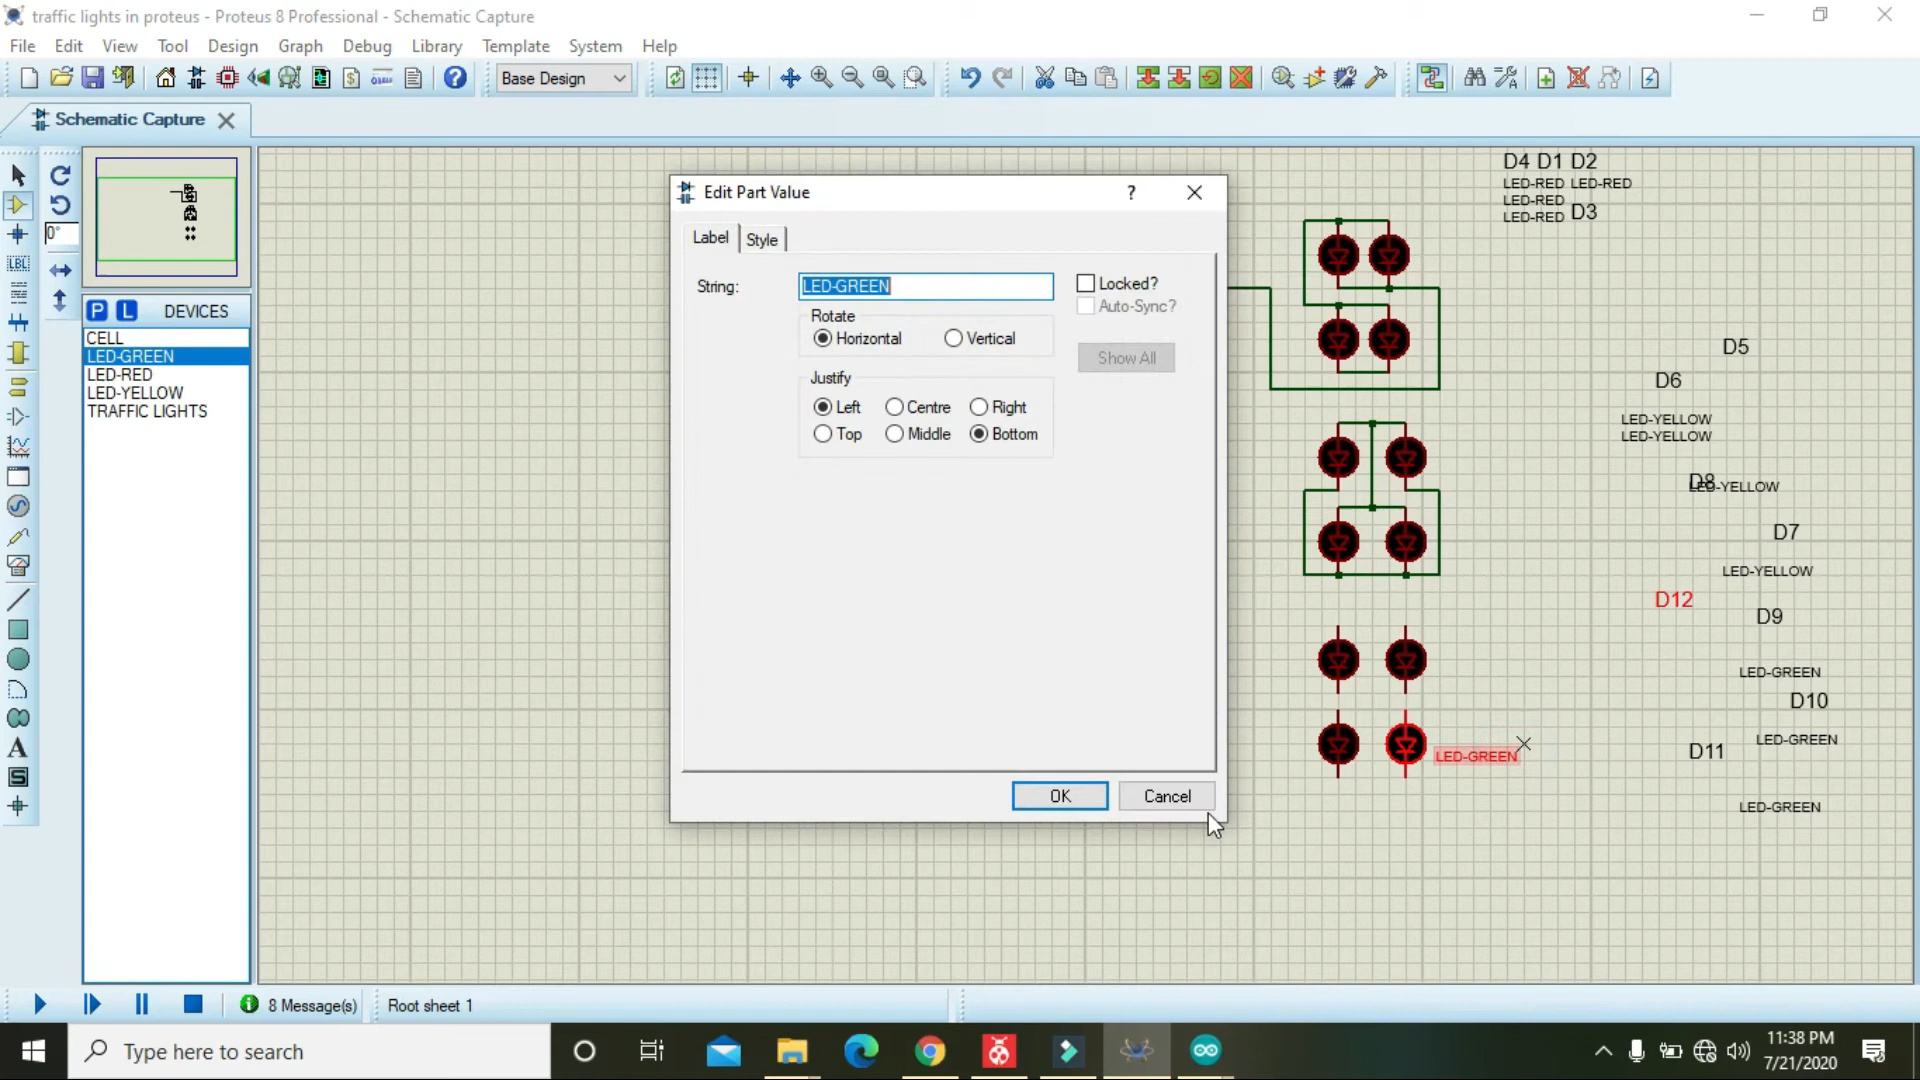 traffic lights in proteus - Proteus 8 Professional - Schematic Capture
File Edit View Tool Design Graph Debug Library Template System Help
Base Design
Schematic Capture
0°
LBL
P L DEVICES
CELL
LED-GREEN
LED-RED
LED-YELLOW
TRAFFIC LIGHTS
A
S
Edit Part Value ?
Label Style
String: LED-GREEN
Locked?
Auto-Sync?
Rotate
Horizontal Vertical
Show All
Justify
Left Centre Right
Top Middle Bottom
OK Cancel
D4 D1 D2
LED-RED LED-RED
LED-RED
LED-RED D3
D5
D6
LED-YELLOW
LED-YELLOW
D8
LED-YELLOW
D7
LED-YELLOW
D12
D9
LED-GREEN
D10
LED-GREEN
D11
LED-GREEN
LED-GREEN
8 Message(s) Root sheet 1
Type here to search
11:38 PM
7/21/2020